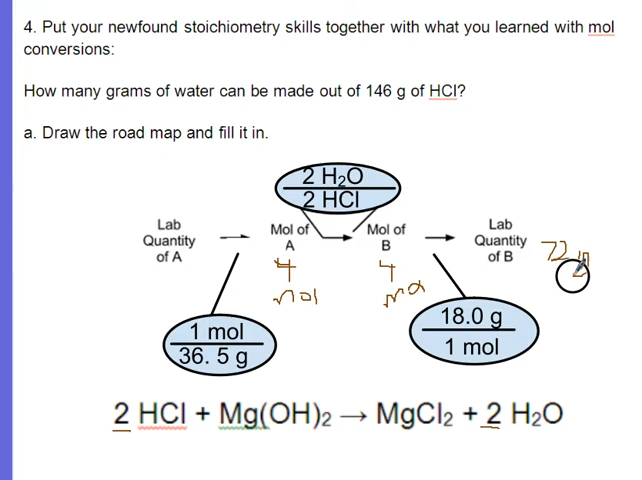 4. Put your newfound stoichiometry skills together with what you learned with mol
conversions:
How many grams of water can be made out of 146 g of HCl?
a. Draw the road map and fill it in.
2 H₂O
2 HCl
Lab
Quantity
of A
Mol of
A
Mol of
B
Lab
Quantity
of B
72
4
mol
4
1 mol
36. 5 g
18.0 g
1 mol
2 HCl + Mg(OH)₂ → MgCl₂ + 2 H₂O